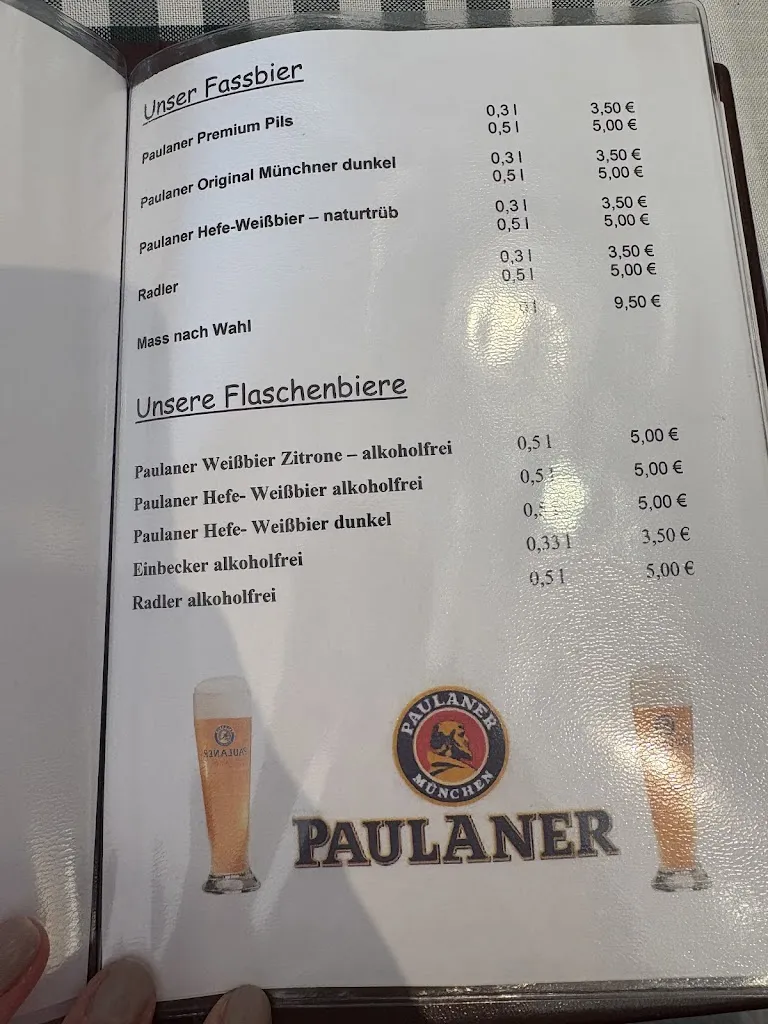 Unser Fassbier
Paulaner Premium Pils 0,3 l 3,50 €
0,5 l 5,00 €
Paulaner Original Münchner dunkel 0,3 l 3,50 €
0,5 l 5,00 €
Paulaner Hefe-Weißbier – naturtrüb 0,3 l 3,50 €
0,5 l 5,00 €
Radler 0,3 l 3,50 €
0,5 l 5,00 €
Mass nach Wahl 9,50 €
Unsere Flaschenbiere
Paulaner Weißbier Zitrone – alkoholfrei 0,5 l 5,00 €
Paulaner Hefe- Weißbier alkoholfrei 0,5 l 5,00 €
Paulaner Hefe- Weißbier dunkel 5,00 €
Einbecker alkoholfrei 0,33 l 3,50 €
Radler alkoholfrei 0,5 l 5,00 €
PAULANER
MÜNCHEN
PAULANER
PAULANER